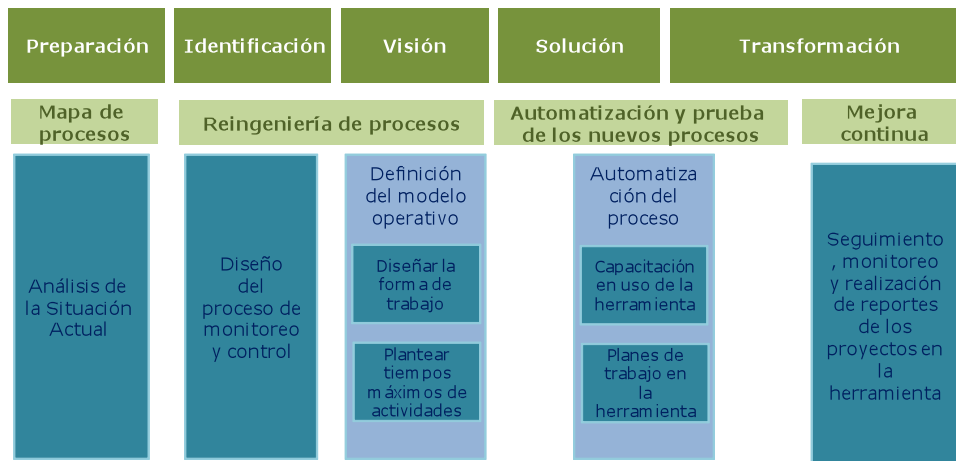 Preparación
Identificación
Visión
Solución
Transformación
Mapa de
procesos
Reingeniería de procesos
Automatización y prueba
de los nuevos procesos
Mejora
continua
Análisis de
la Situación
Actual
Diseño
del
proceso de
monitoreo
y control
Definición
del modelo
operativo
Diseñar la
forma de
trabajo
Plantear
tiempos
máximos de
actividades
Automatiza
ción del
proceso
Capacitación
en uso de la
herramienta
Planes de
trabajo en
la
herramienta
Seguimiento
, monitoreo
y realización
de reportes
de los
proyectos en
la
herramienta